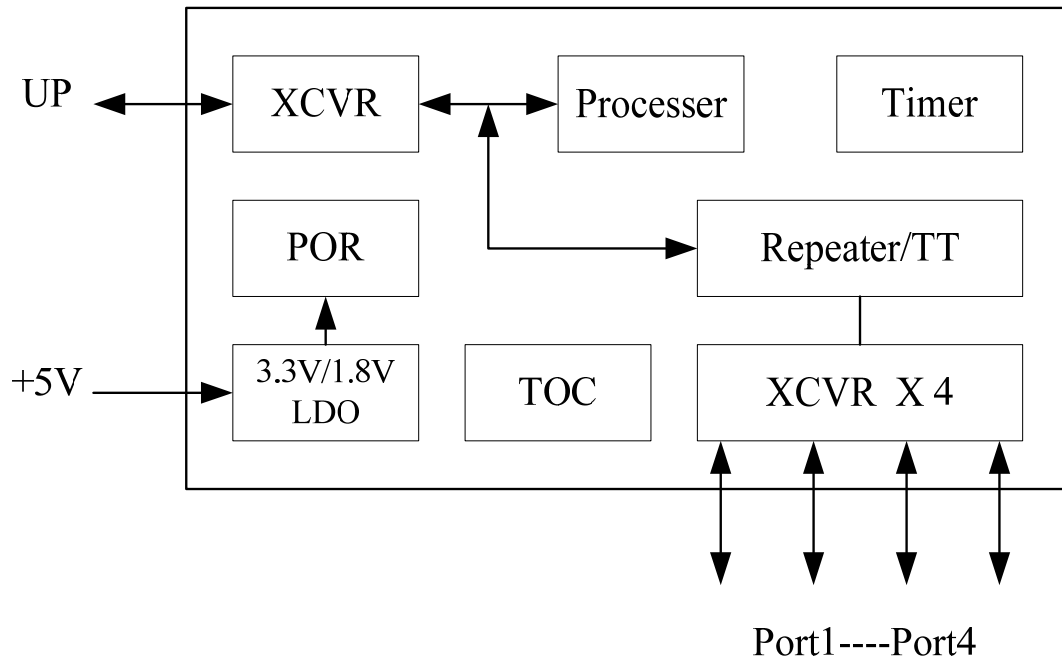 UP
XCVR
Processer
Timer
POR
Repeater/TT
+5V
3.3V/1.8V
LDO
TOC
XCVR X 4
Port1----Port4